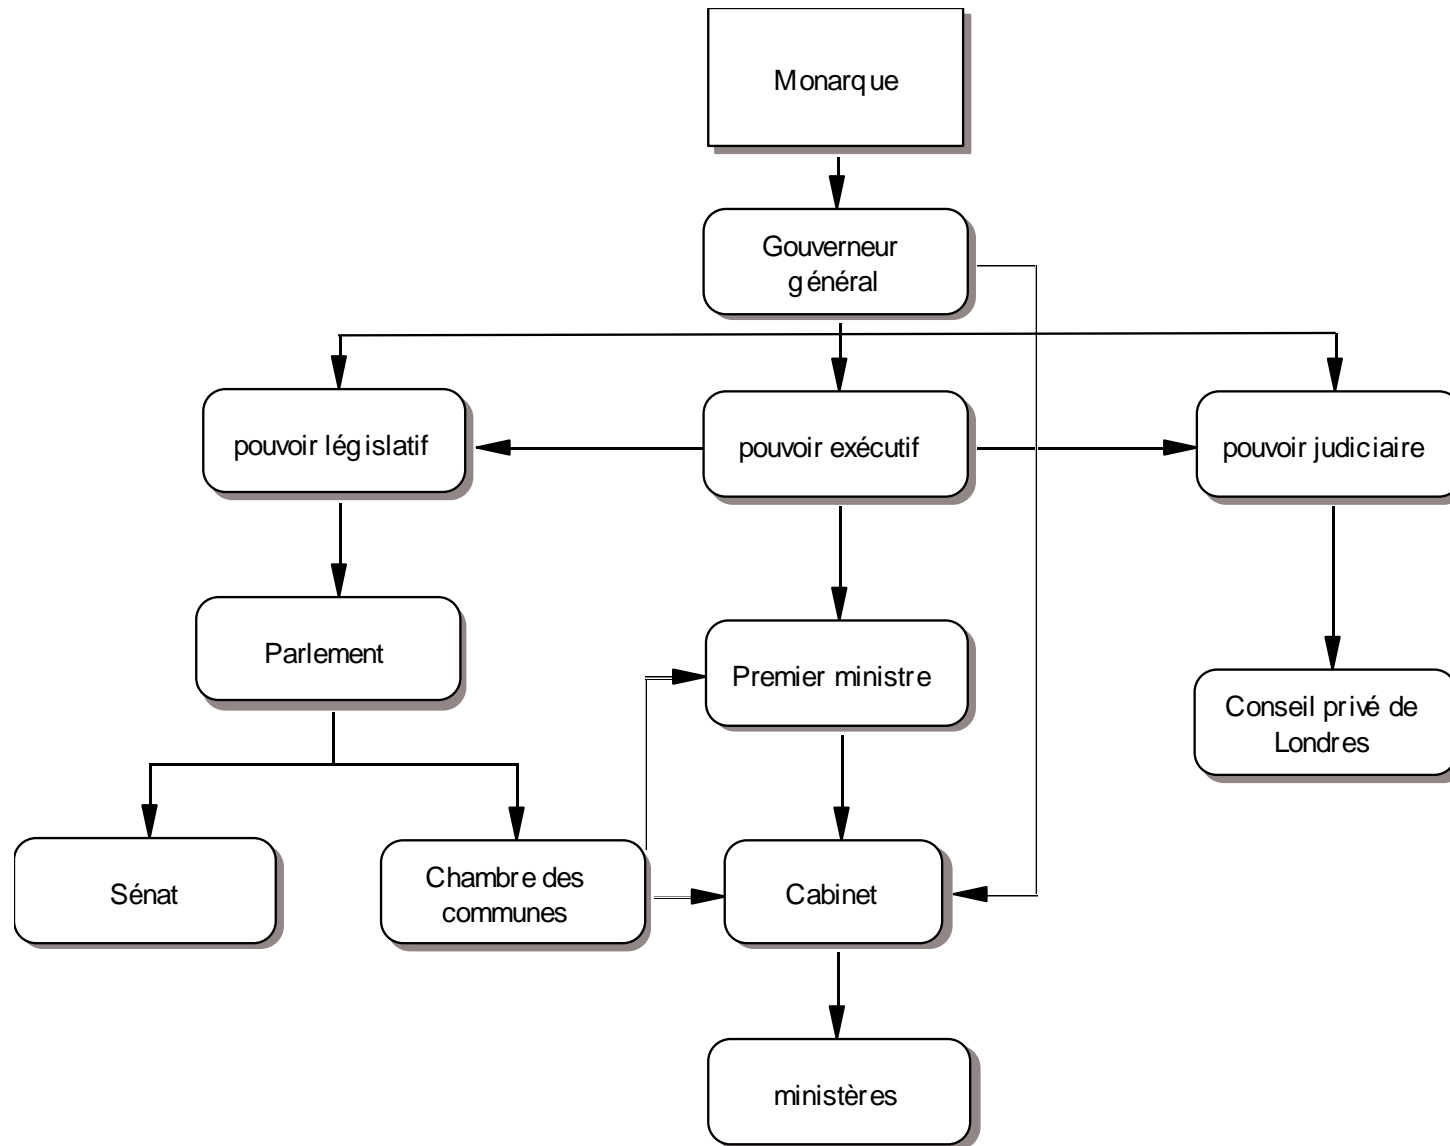 Monarque
Gouverneur
général
pouvoir législatif
pouvoir exécutif
pouvoir judiciaire
Parlement
Premier ministre
Conseil privé de
Londres
Sénat
Chambre des
communes
Cabinet
ministères